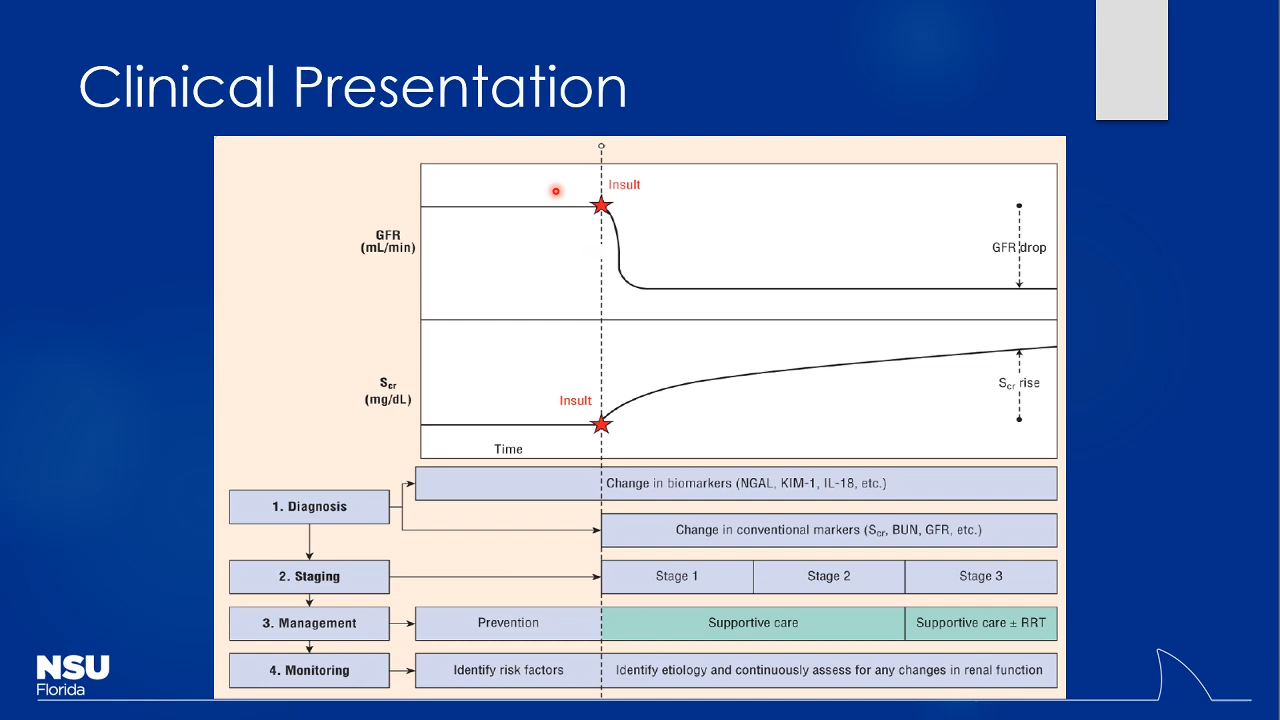 Clinical Presentation
Insult
GFR
(mL/min)
GFR drop
Scr
(mg/dL)
Scr rise
Insult
Time
Change in biomarkers (NGAL, KIM-1, IL-18, etc.)
1. Diagnosis
Change in conventional markers (Scr, BUN, GFR, etc.)
2. Staging
Stage 1
Stage 2
Stage 3
3. Management
Prevention
Supportive care
Supportive care ± RRT
4. Monitoring
Identify risk factors
Identify etiology and continuously assess for any changes in renal function
NSU
Florida